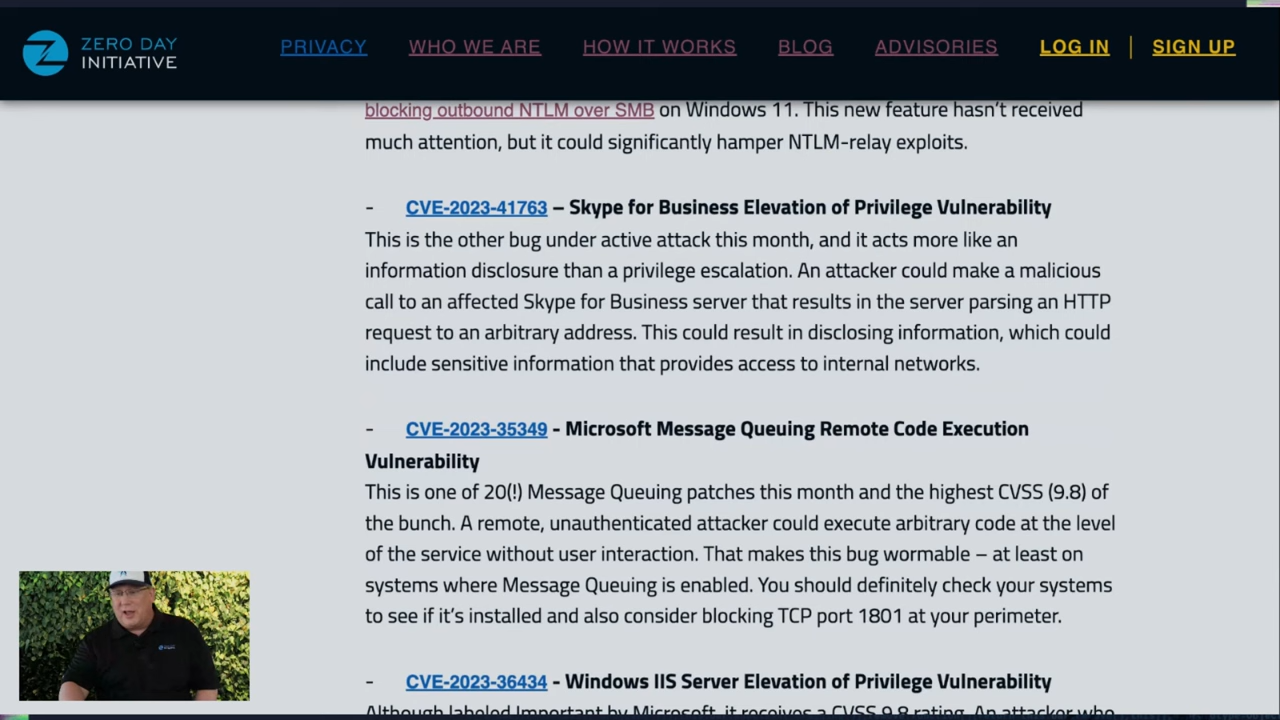 ZERO DAY
INITIATIVE
PRIVACY WHO WE ARE HOW IT WORKS BLOG ADVISORIES LOG IN | SIGN UP
blocking outbound NTLM over SMB on Windows 11. This new feature hasn't received
much attention, but it could significantly hamper NTLM-relay exploits.
- CVE-2023-41763 – Skype for Business Elevation of Privilege Vulnerability
This is the other bug under active attack this month, and it acts more like an
information disclosure than a privilege escalation. An attacker could make a malicious
call to an affected Skype for Business server that results in the server parsing an HTTP
request to an arbitrary address. This could result in disclosing information, which could
include sensitive information that provides access to internal networks.
- CVE-2023-35349 - Microsoft Message Queuing Remote Code Execution
Vulnerability
This is one of 20(!) Message Queuing patches this month and the highest CVSS (9.8) of
the bunch. A remote, unauthenticated attacker could execute arbitrary code at the level
of the service without user interaction. That makes this bug wormable – at least on
systems where Message Queuing is enabled. You should definitely check your systems
to see if it's installed and also consider blocking TCP port 1801 at your perimeter.
- CVE-2023-36434 - Windows IIS Server Elevation of Privilege Vulnerability
Although labeled Important by Microsoft, it receives a CVSS 9.8 rating. An attacker who